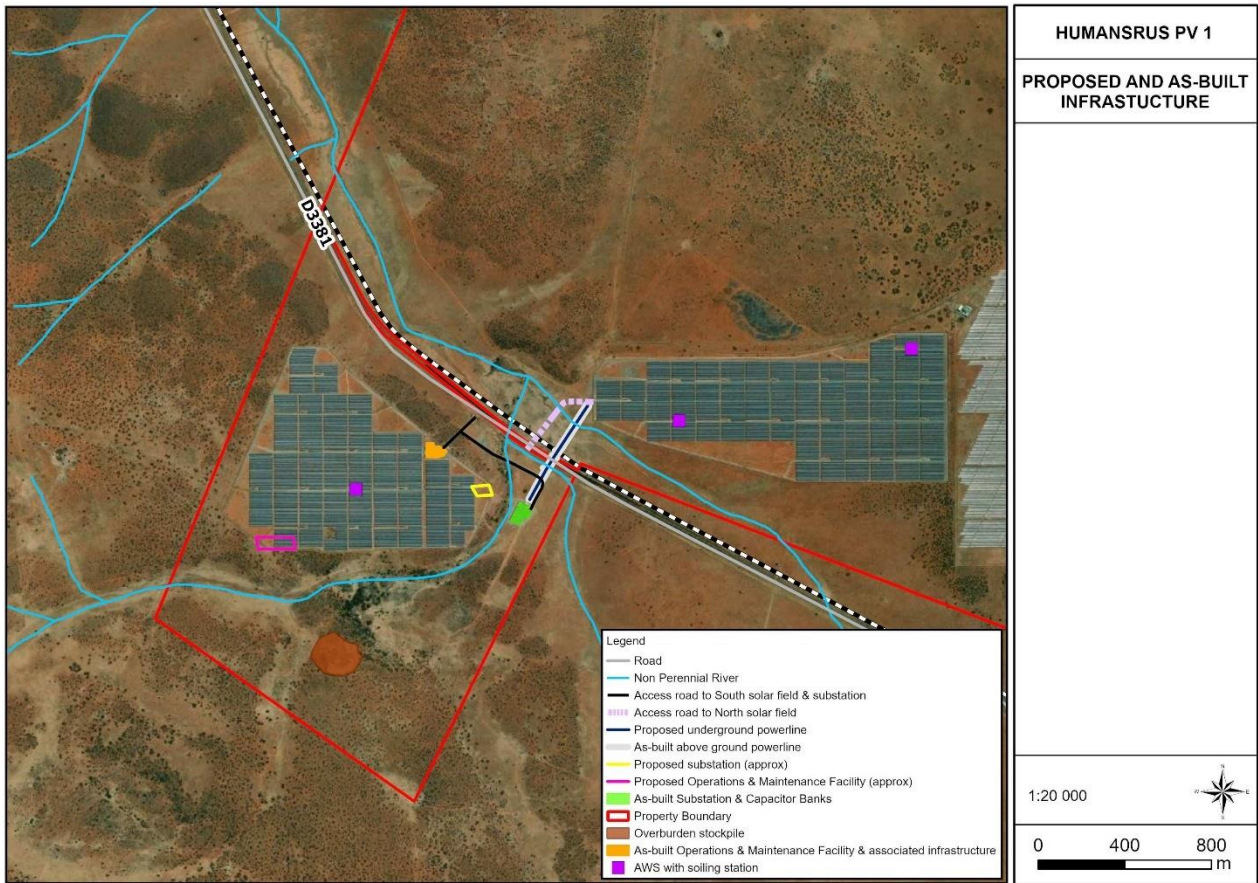 HUMANSRUS PV 1
PROPOSED AND AS-BUILT
INFRASTUCTURE
D3381
Legend
Road
Non Perennial River
Access road to South solar field & substation
Access road to North solar field
Proposed underground powerline
As-built above ground powerline
Proposed substation (approx)
Proposed Operations & Maintenance Facility (approx)
As-built Substation & Capacitor Banks
Property Boundary
Overburden stockpile
As-built Operations & Maintenance Facility & associated infrastructure
AWS with soiling station
1:20 000
N
W
E
S
0 400 800
m